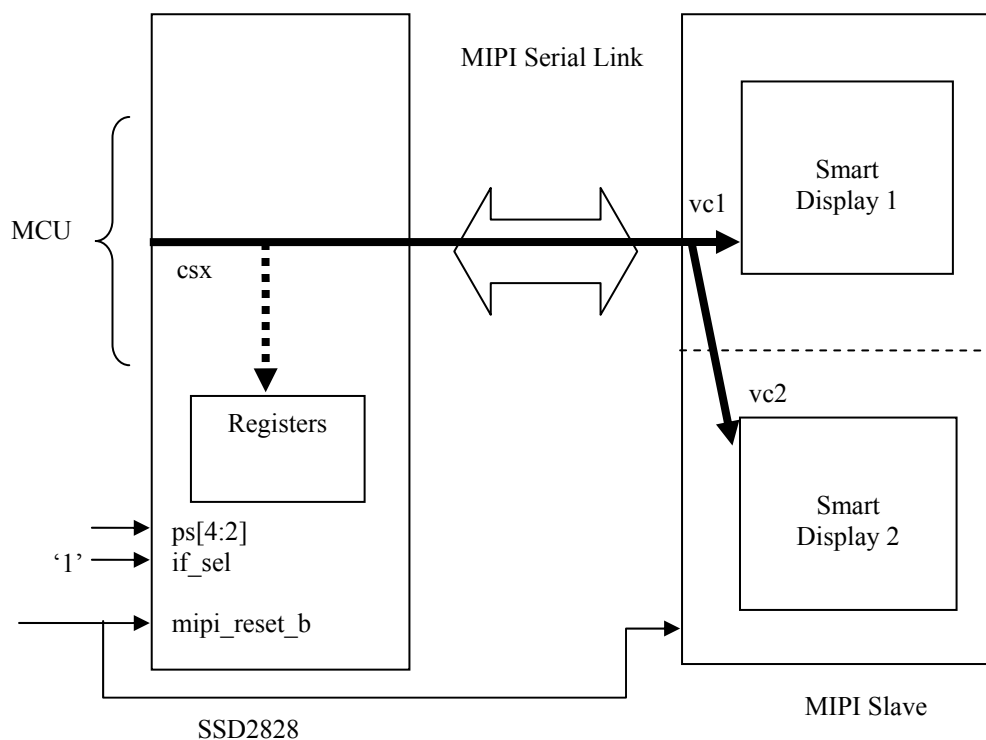 MIPI Serial Link
Smart
Display 1
vc1
MCU
csx
vc2
Registers
Smart
Display 2
ps[4:2]
‘1’
if_sel
mipi_reset_b
MIPI Slave
SSD2828